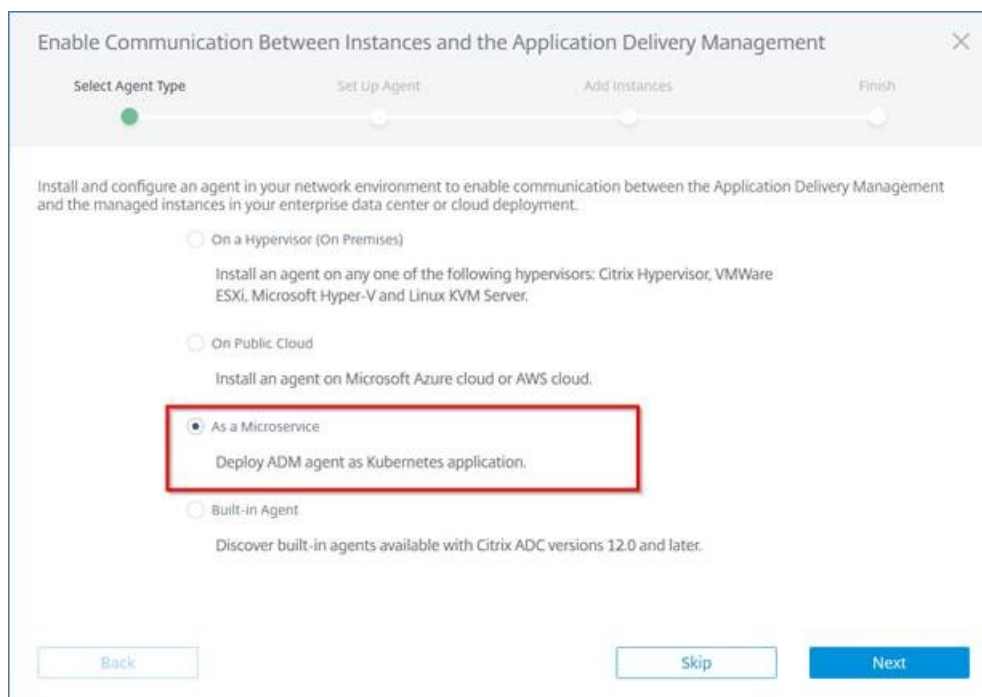 Enable Communication Between Instances and the Application Delivery Management
Select Agent Type
Set Up Agent
Add Instances
Finish
Install and configure an agent in your network environment to enable communication between the Application Delivery Management
and the managed instances in your enterprise data center or cloud deployment.
On a Hypervisor (On Premises)
Install an agent on any one of the following hypervisors: Citrix Hypervisor, VMWare
ESXi, Microsoft Hyper-V and Linux KVM Server.
On Public Cloud
Install an agent on Microsoft Azure cloud or AWS cloud.
As a Microservice
Deploy ADM agent as Kubernetes application.
Built-in Agent
Discover built-in agents available with Citrix ADC versions 12.0 and later.
Back
Skip
Next